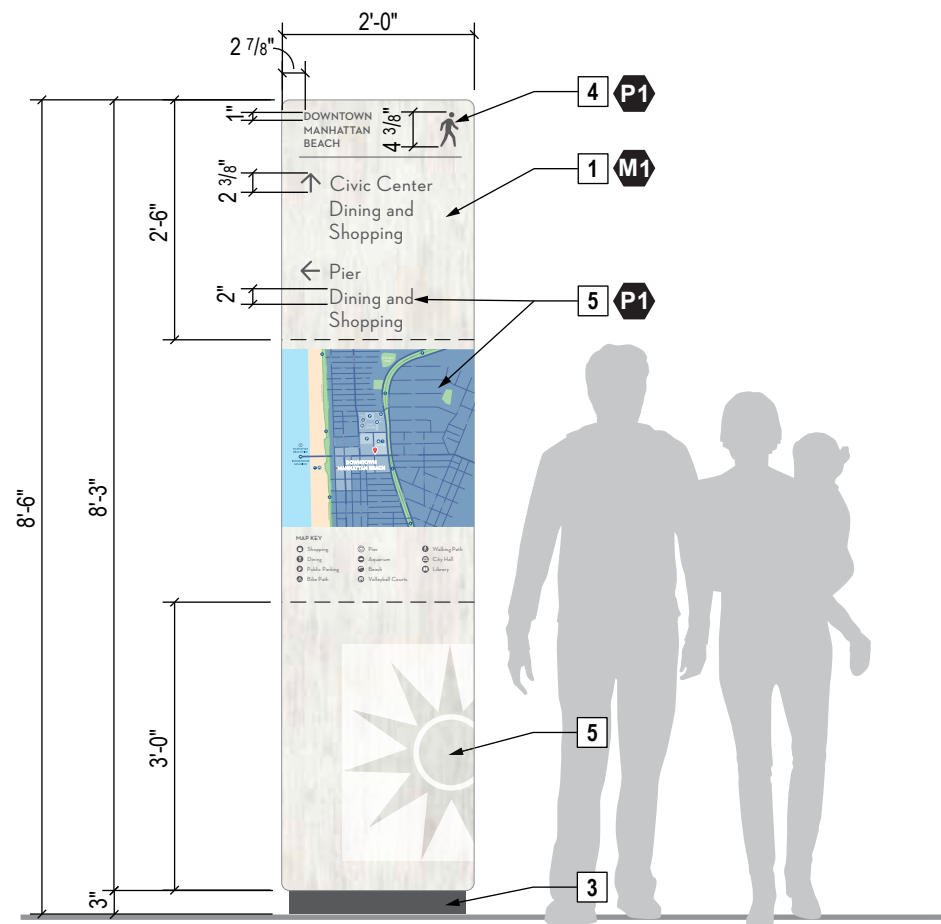 2'-0"
2 7/8"
4 P1
1"
DOWNTOWN
MANHATTAN
BEACH
4 3/8"
1 M1
2 3/8"
Civic Center
Dining and
Shopping
2'-6"
Pier
2"
Dining and
Shopping
5 P1
DOWNTOWN
MANHATTAN BEACH
8'-6"
8'-3"
MAP KEY
Shopping
Dining
Public Parking
Bike Path
Pier
Aquarium
Beach
Volleyball Courts
Walking Path
City Hall
Library
3'-0"
5
3"
3